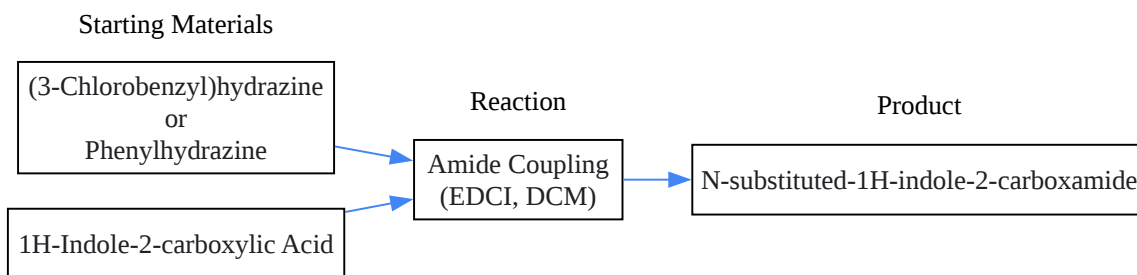 Starting Materials
(3-Chlorobenzyl)hydrazine
or
Phenylhydrazine
1H-Indole-2-carboxylic Acid
Reaction
Amide Coupling
(EDCI, DCM)
Product
N-substituted-1H-indole-2-carboxamide